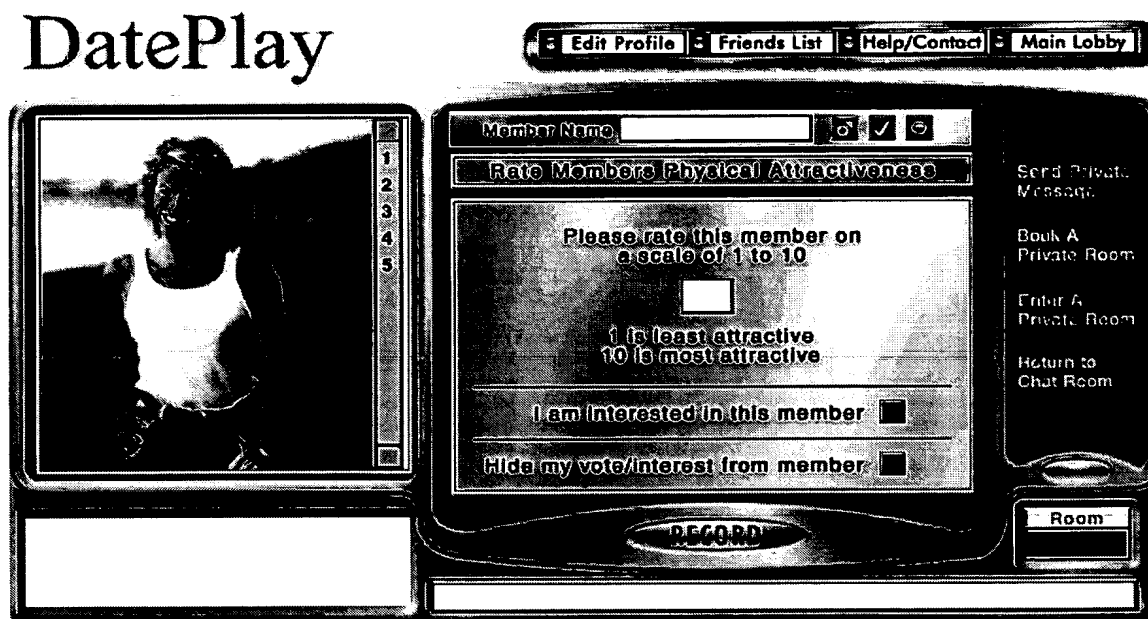 DatePlay
Edit Profile
Friends List
Help/Contact
Main Lobby
1
2
3
4
5
Member Name
Rate Members Physical Attractiveness
Please rate this member on
a scale of 1 to 10
1 is least attractive
10 is most attractive
I am interested in this member
Hide my vote/interest from member
RECORD
Send Private
Message
Book A
Private Room
Enter A
Private Room
Return to
Chat Room
Room